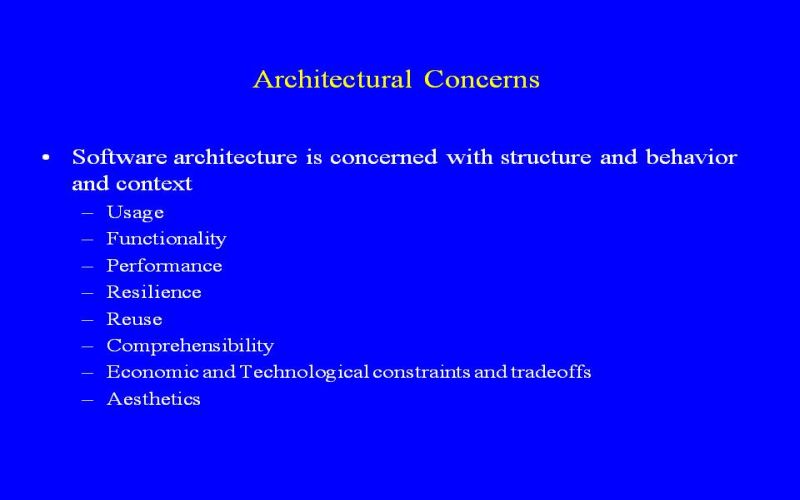 Architectural Concerns
• Software architecture is concerned with structure and behavior
and context
– Usage
– Functionality
– Performance
– Resilience
– Reuse
– Comprehensibility
– Economic and Technological constraints and tradeoffs
– Aesthetics